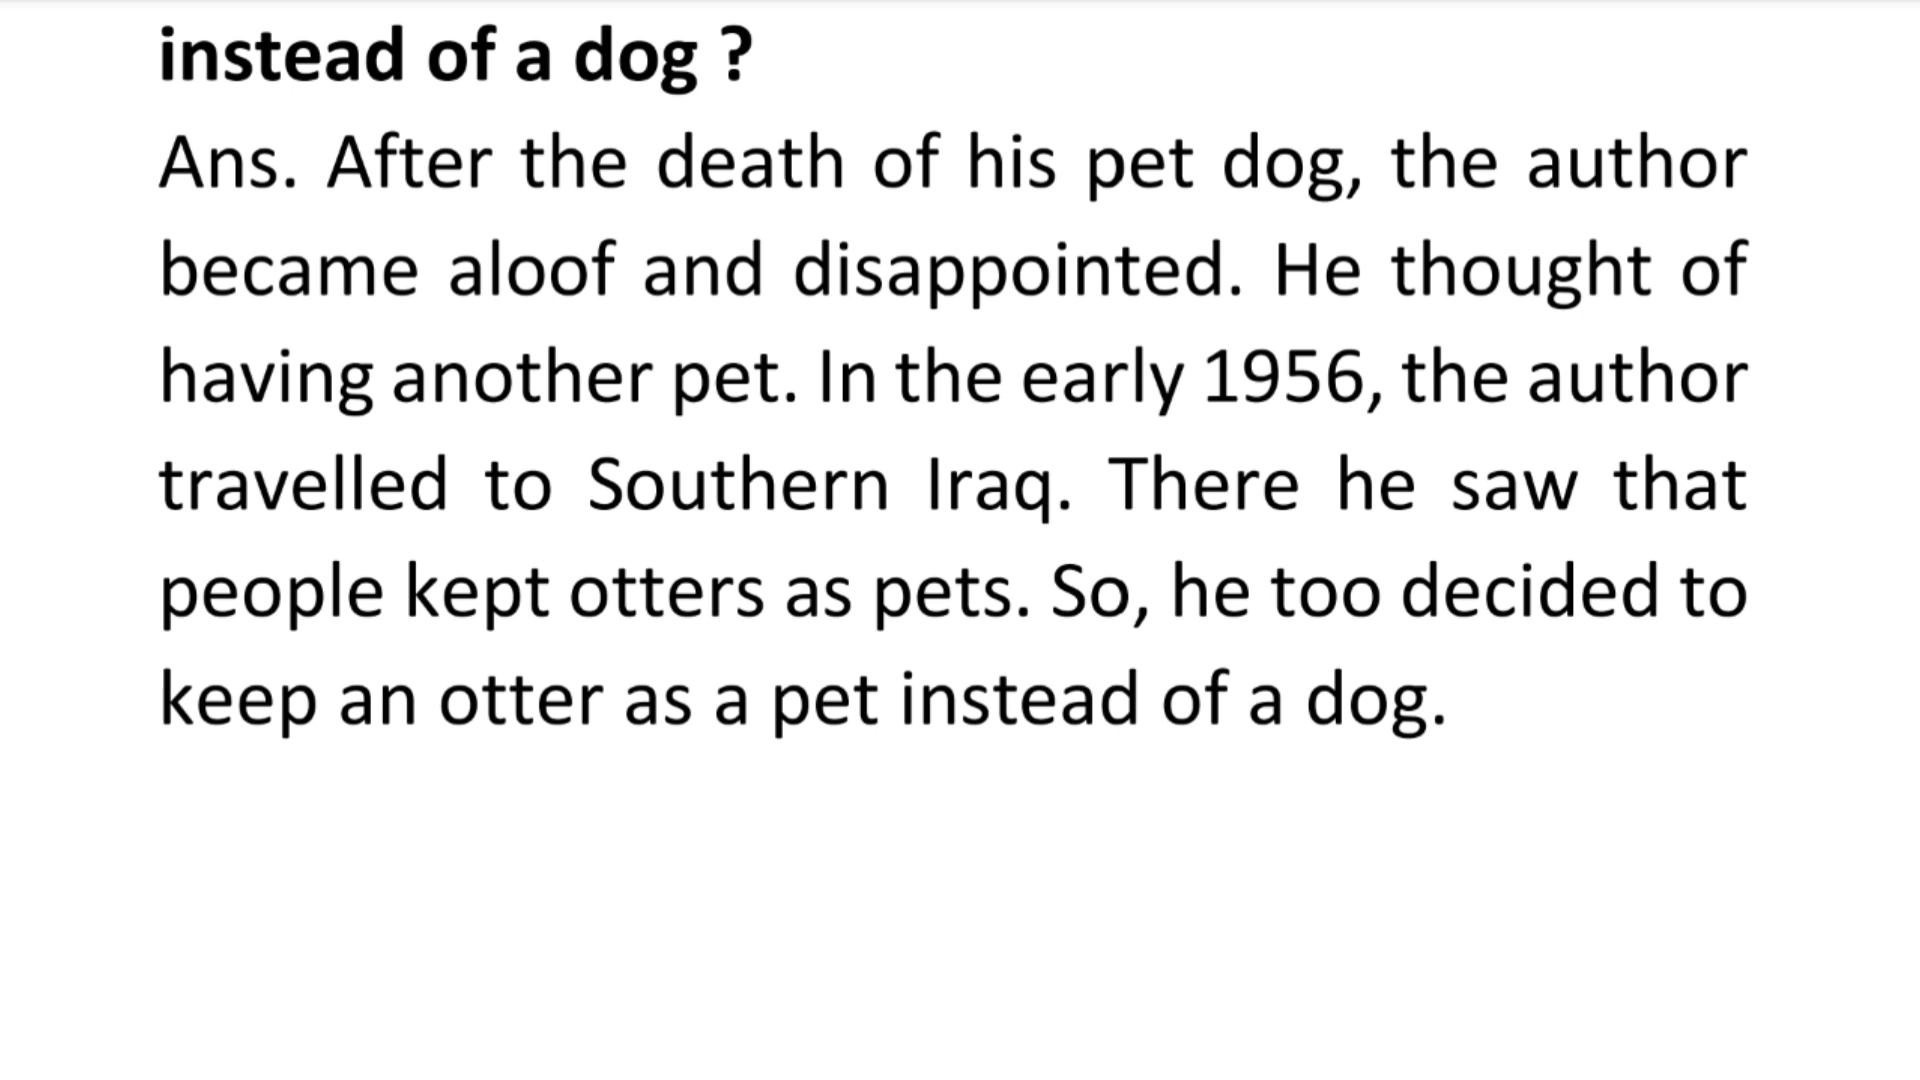 instead of a dog ?
Ans. After the death of his pet dog, the author
became aloof and disappointed. He thought of
having another pet. In the early 1956, the author
travelled to Southern Iraq. There he saw that
people kept otters as pets. So, he too decided to
keep an otter as a pet instead of a dog.